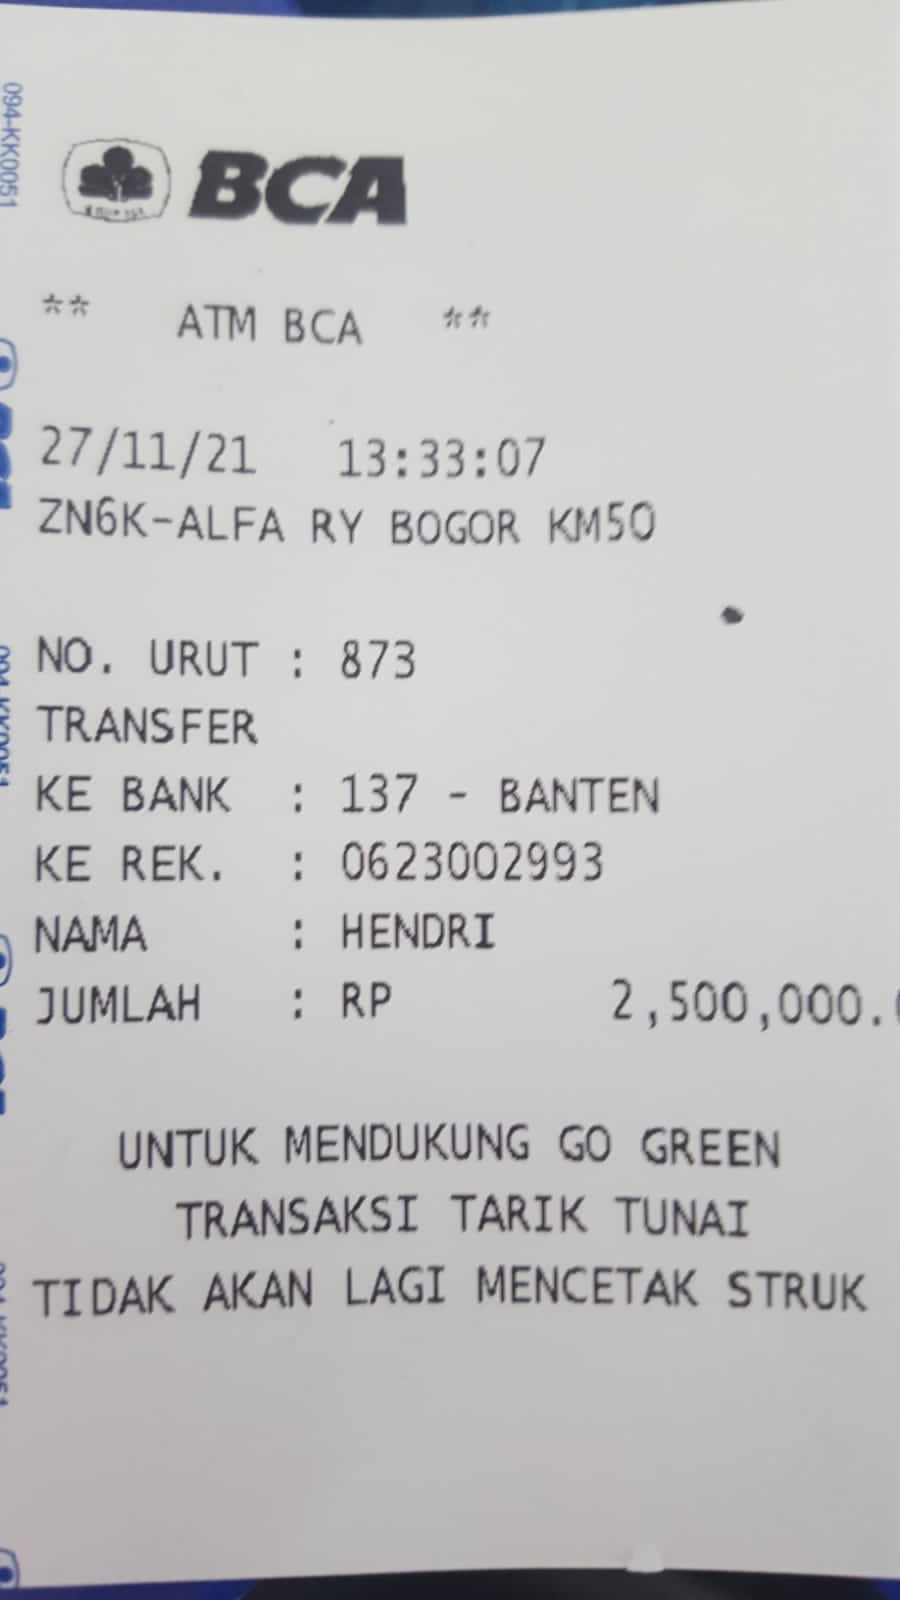 BCA
** ATM BCA **
27/11/21 13:33:07
ZN6K-ALFA RY BOGOR KM50
NO. URUT : 873
TRANSFER
KE BANK : 137 - BANTEN
KE REK. : 0623002993
NAMA : HENDRI
JUMLAH : RP 2,500,000.
UNTUK MENDUKUNG GO GREEN
TRANSAKSI TARIK TUNAI
TIDAK AKAN LAGI MENCETAK STRUK
094-KK0051